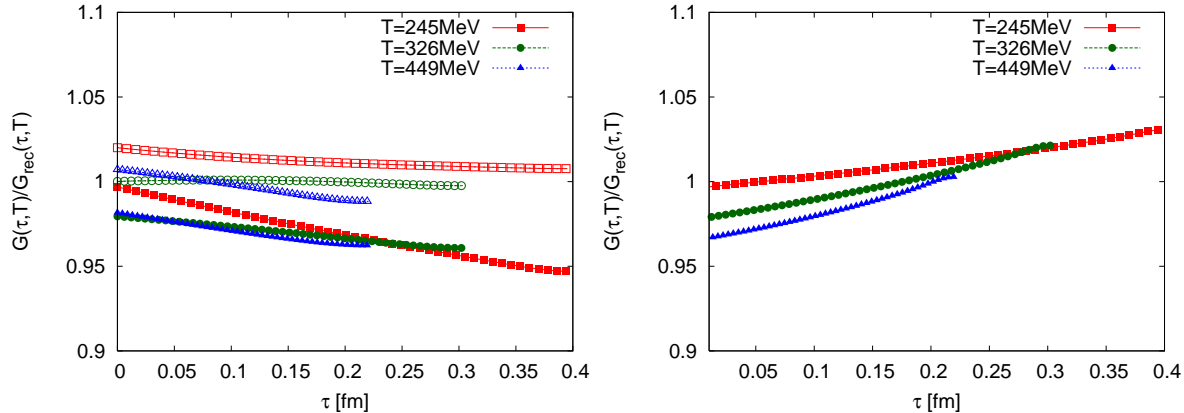 1.1
1.05
1
0.95
0.9
G(τ,T)/G_rec(τ,T)
T=245MeV
T=326MeV
T=449MeV
0 0.05 0.1 0.15 0.2 0.25 0.3 0.35 0.4
τ [fm]
1.1
1.05
1
0.95
0.9
G(τ,T)/G_rec(τ,T)
T=245MeV
T=326MeV
T=449MeV
0.05 0.1 0.15 0.2 0.25 0.3 0.35 0.4
τ [fm]